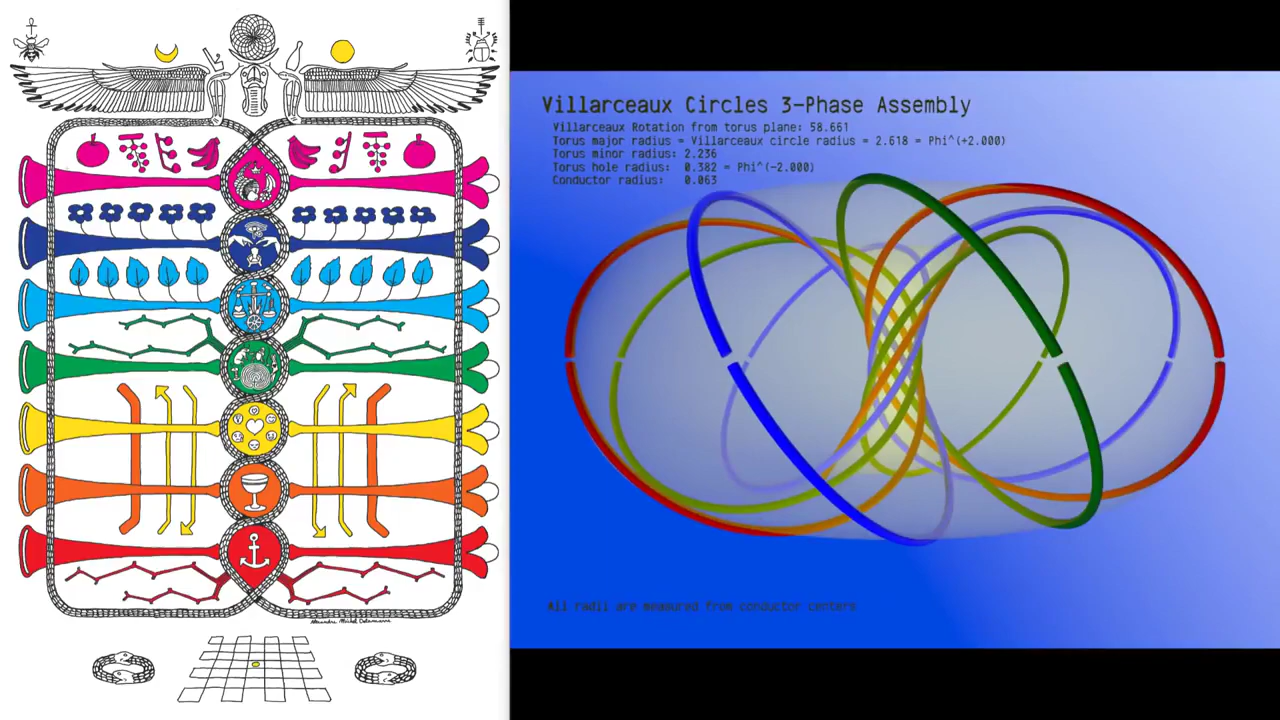 Villarceaux Circles 3-Phase Assembly
Villarceaux Rotation from torus plane: 58.661
Torus major radius = Villarceaux circle radius = 2.618 = Phi^(+2.000)
Torus minor radius: 2.236
Torus hole radius: 0.382 = Phi^(-2.000)
Conductor radius: 0.063
All radii are measured from conductor centers